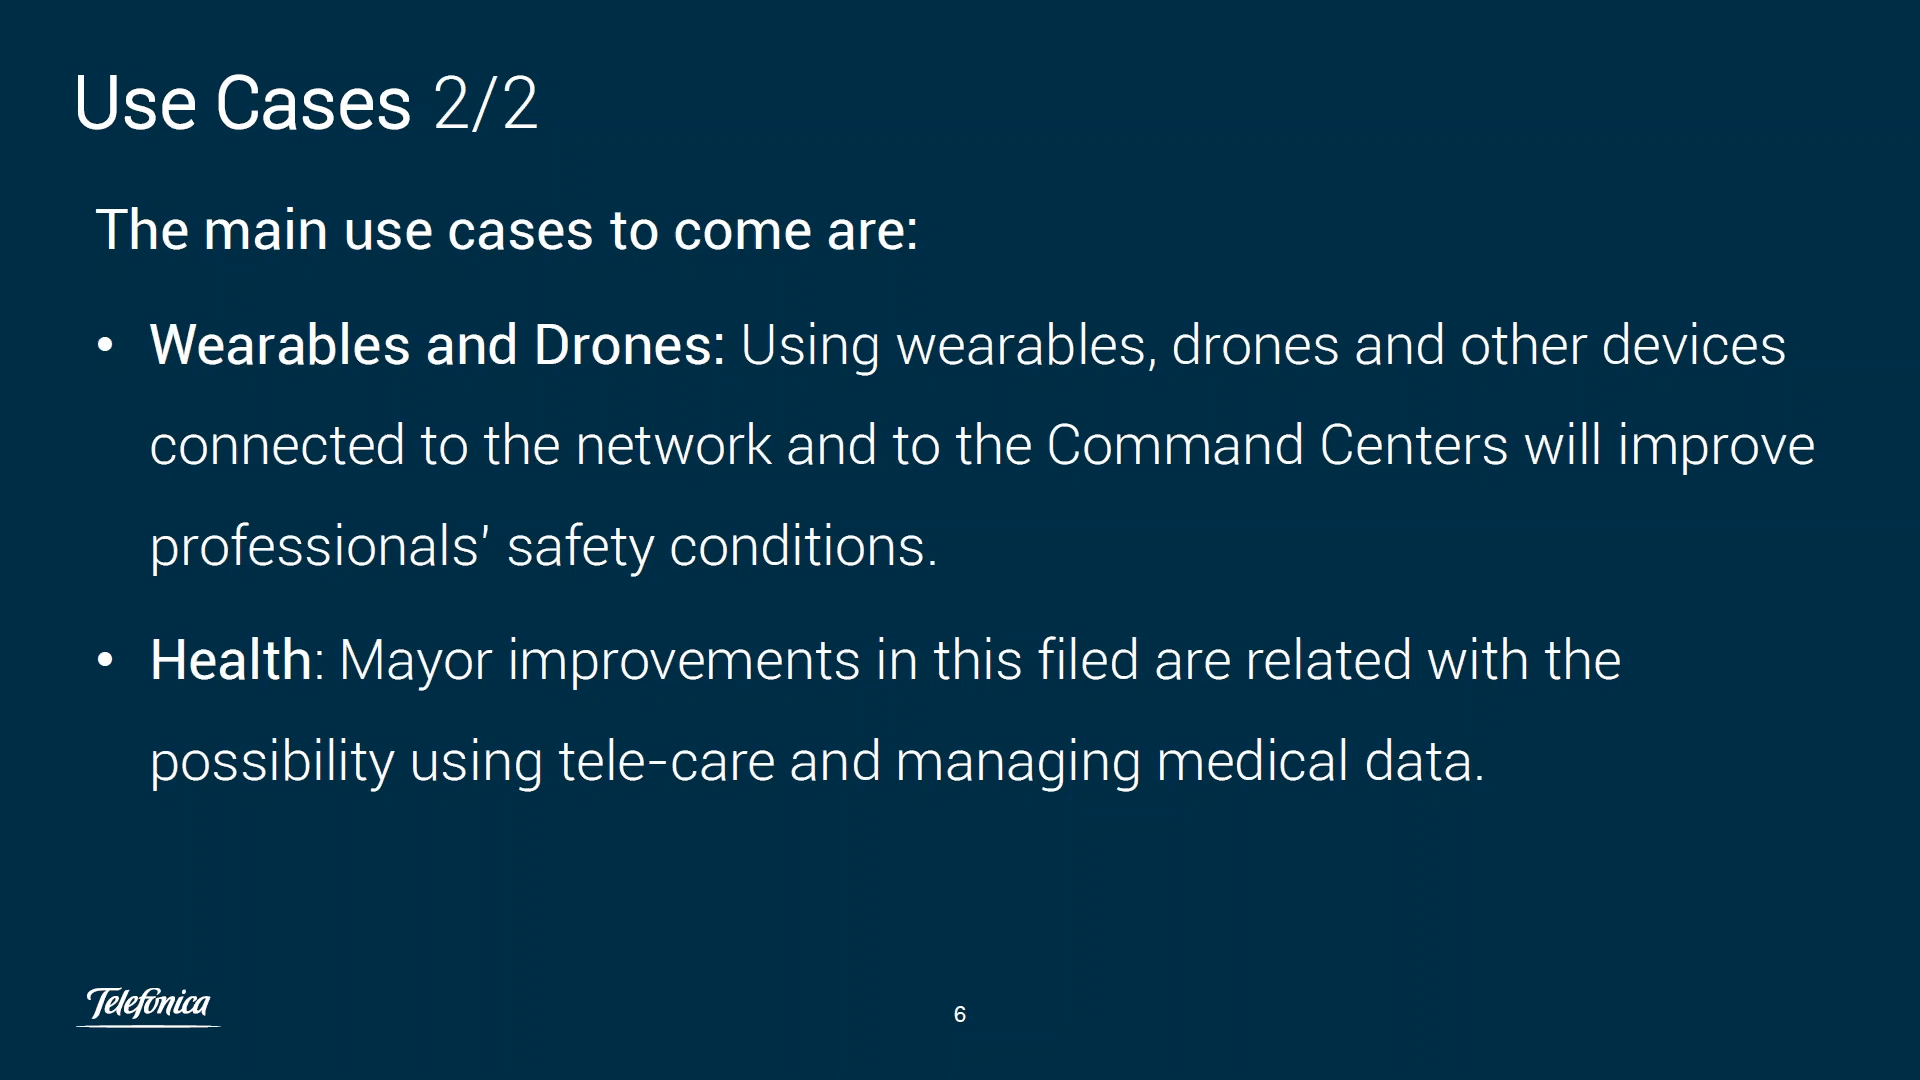 Use Cases 2/2
The main use cases to come are:
• Wearables and Drones: Using wearables, drones and other devices
connected to the network and to the Command Centers will improve
professionals’ safety conditions.
• Health: Mayor improvements in this filed are related with the
possibility using tele-care and managing medical data.
Telefónica
6